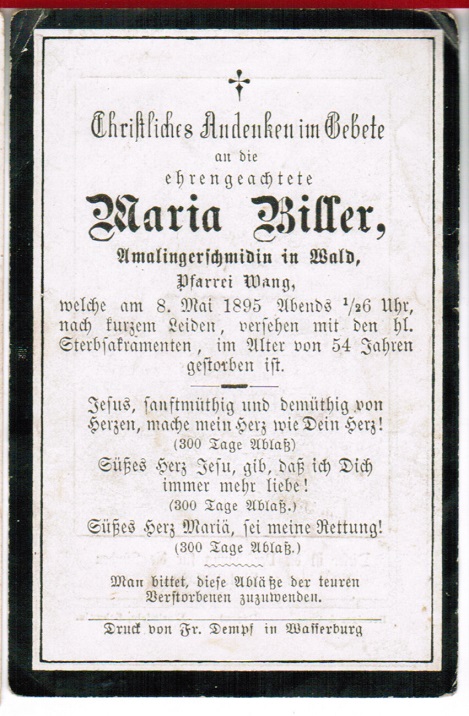 Christliches Andenken im Gebete
an die
ehrengeachtete
Maria Biller,
Amalingerschmidin in Wald,
Pfarrei Wang,
welche am 8. Mai 1895 Abends 1/26 Uhr,
nach kurzem Leiden, versehen mit den hl.
Sterbsakramenten, im Alter von 54 Jahren
gestorben ist.
Jesus, sanftmüthig und demüthig von
Herzen, mache mein Herz wie Dein Herz!
(300 Tage Ablaß)
Süßes Herz Jesu, gib, daß ich Dich
immer mehr liebe!
(300 Tage Ablaß.)
Süßes Herz Mariä, sei meine Rettung!
(300 Tage Ablaß.)
Man bittet, diese Abläße der teuren
Verstorbenen zuzuwenden.
Druck von Fr. Dempf in Wasserburg